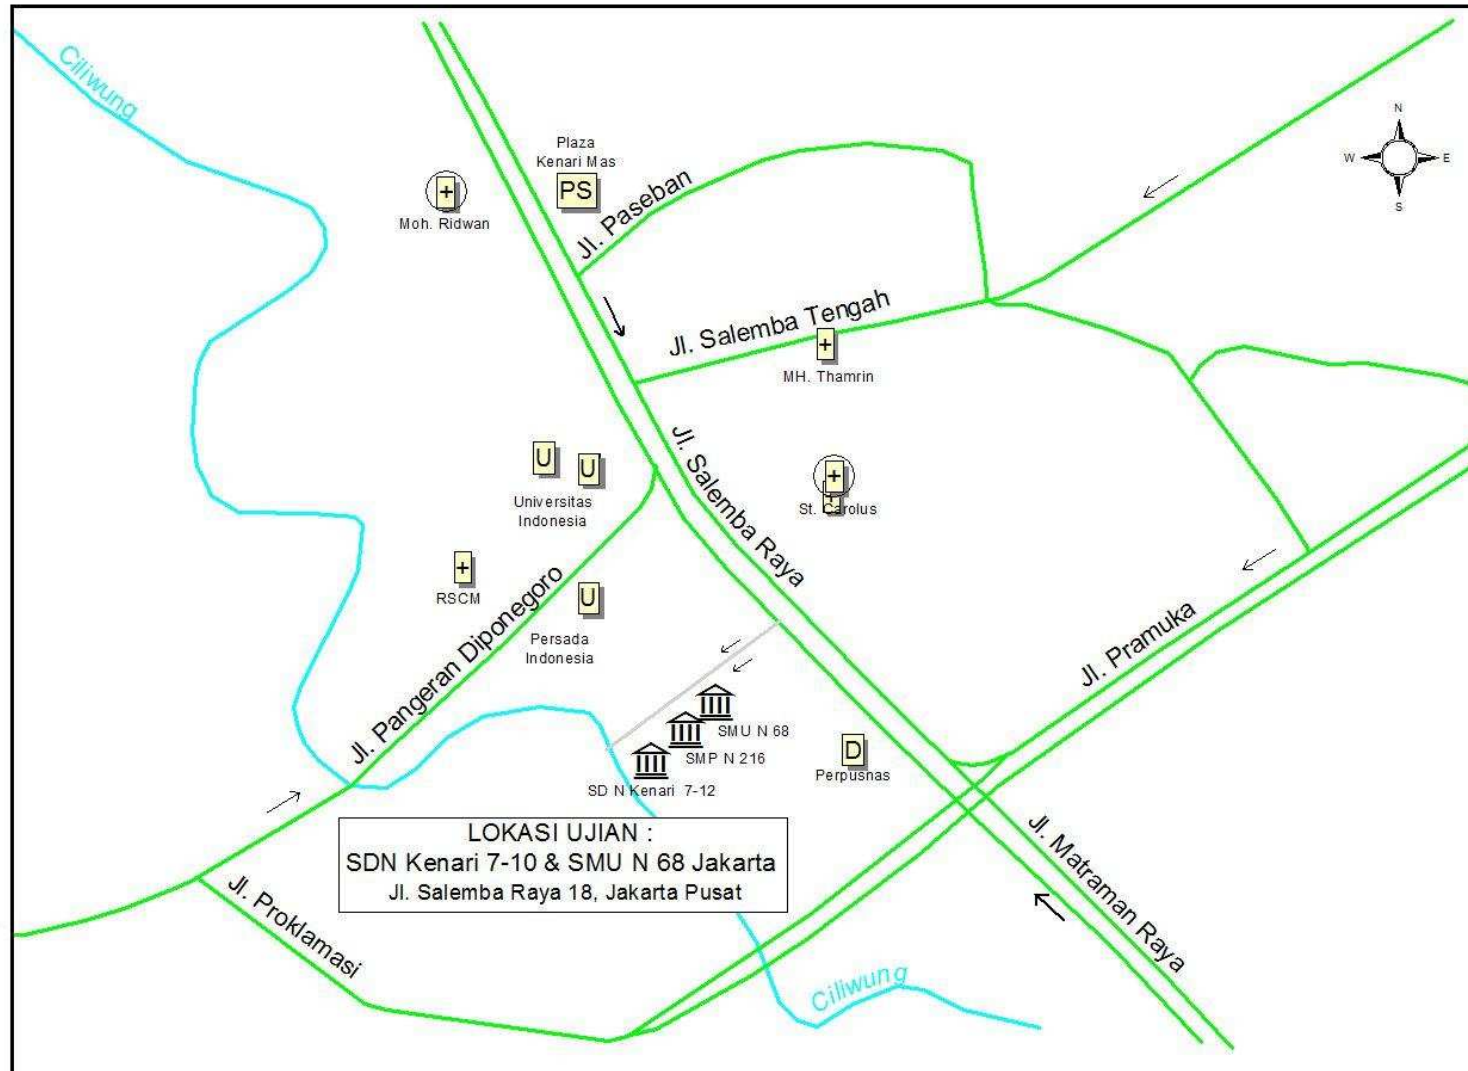 Ciliwung
Plaza
Kenari Mas
PS
Moh. Ridwan
Jl. Paseban
N
W
E
S
Jl. Salemba Tengah
MH. Thamrin
Jl. Salemba Raya
St. Carolus
U
U
Universitas
Indonesia
RSCM
U
Persada
Indonesia
Jl. Pangeran Diponegoro
Jl. Pramuka
SMU N 68
SMP N 216
SD N Kenari 7-12
D
Perpusnas
LOKASI UJIAN :
SDN Kenari 7-10 & SMU N 68 Jakarta
Jl. Salemba Raya 18, Jakarta Pusat
Jl. Matraman Raya
Jl. Proklamasi
Ciliwung